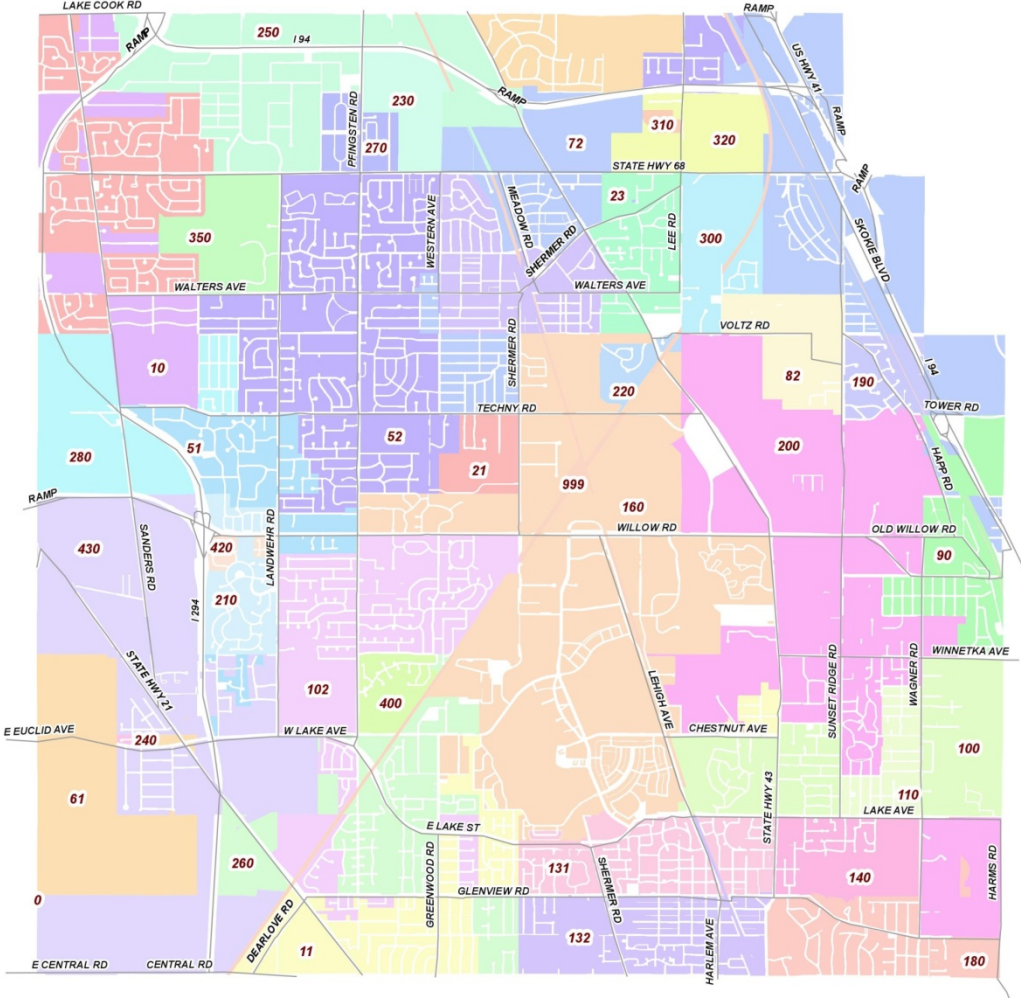 LAKE COOK RD
RAMP
250
I 94
RAMP
US HWY 41
RAMP
PFINGSTEN RD
230
RAMP
270
72
310
320
STATE HWY 68
RAMP
23
350
WESTERN AVE
MEADOW RD
SHERMER RD
LEE RD
300
SKOKIE BLVD
WALTERS AVE
WALTERS AVE
VOLTZ RD
10
SHERMER RD
220
82
190
I 94
TECHNY RD
TOWER RD
280
51
52
21
999
160
200
HAPP RD
RAMP
WILLOW RD
OLD WILLOW RD
430
SANDERS RD
420
LANDWEHR RD
90
I 294
210
WINNETKA AVE
STATE HWY 21
102
400
LEHIGH AVE
SUNSET RIDGE RD
WAGNER RD
E EUCLID AVE
240
W LAKE AVE
CHESTNUT AVE
100
61
STATE HWY 43
110
LAKE AVE
E LAKE ST
260
GREENWOOD RD
131
SHERMER RD
140
HARMS RD
0
GLENVIEW RD
DEARLOVE RD
11
132
HARLEM AVE
180
E CENTRAL RD
CENTRAL RD